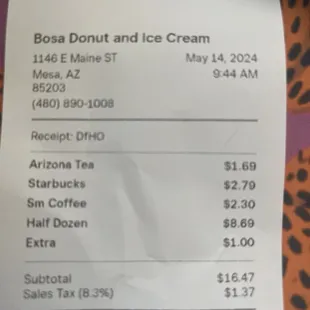 Bosa Donut and Ice Cream
1146 E Maine ST May 14, 2024
Mesa, AZ 9:44 AM
85203
(480) 890-1008
Receipt: DfHO
Arizona Tea $1.69
Starbucks $2.79
Sm Coffee $2.30
Half Dozen $8.69
Extra $1.00
Subtotal $16.47
Sales Tax (8.3%) $1.37